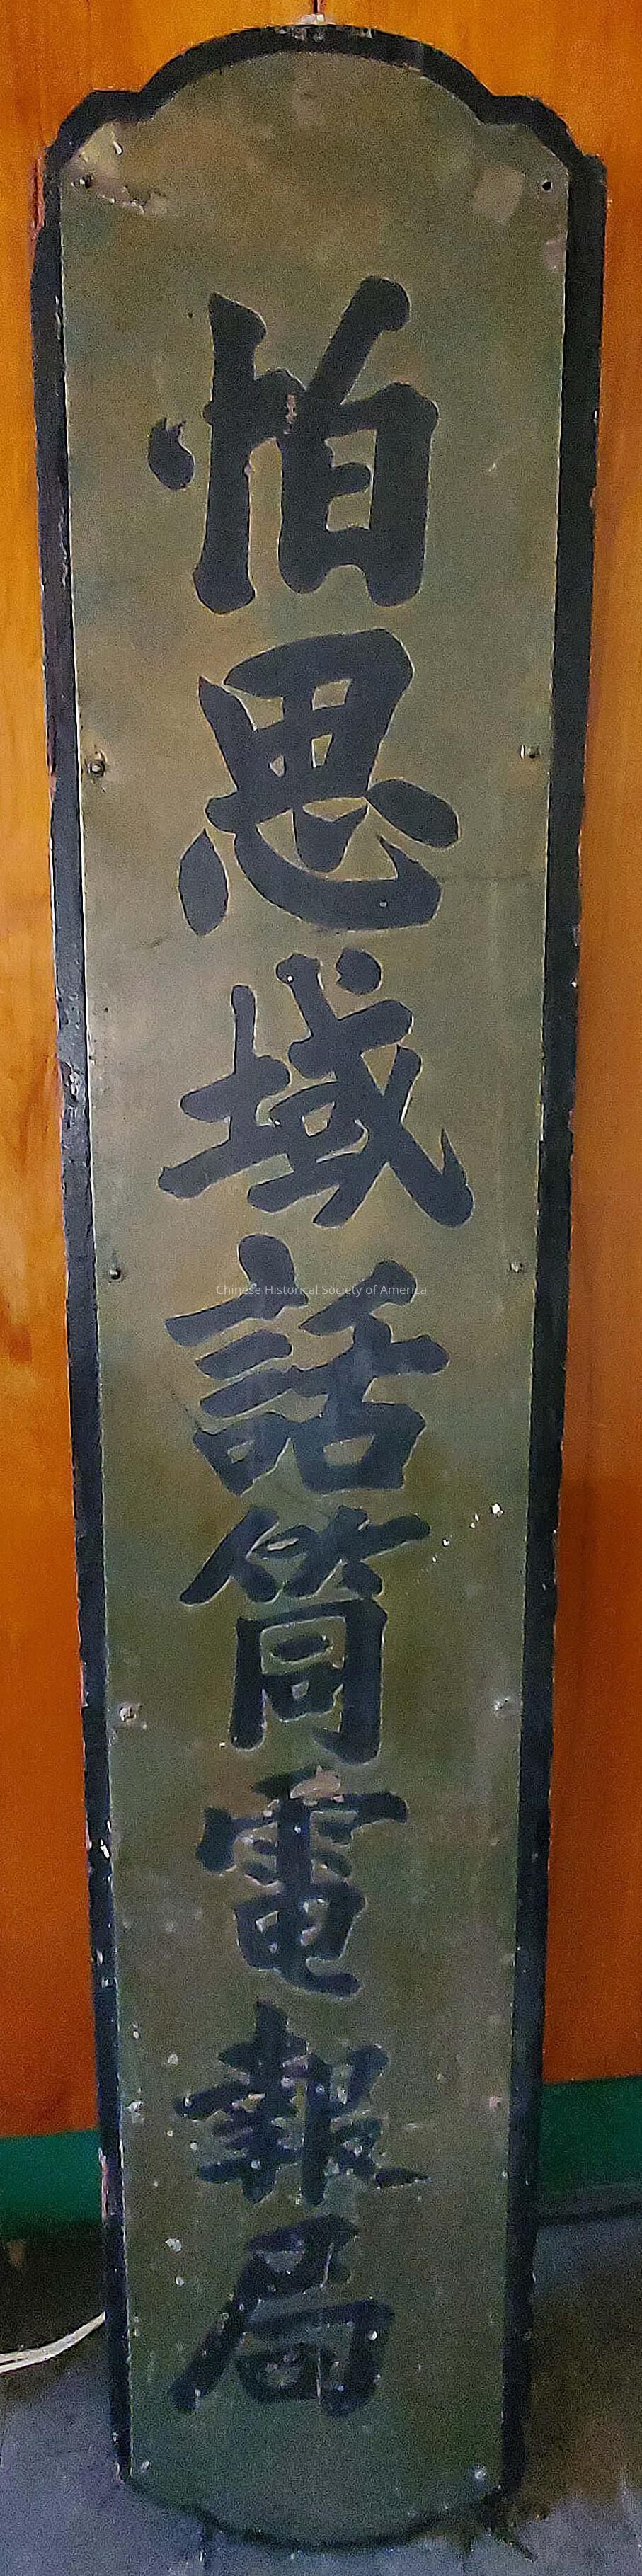 怕思域話筒電報局
Chinese Historical Society of America